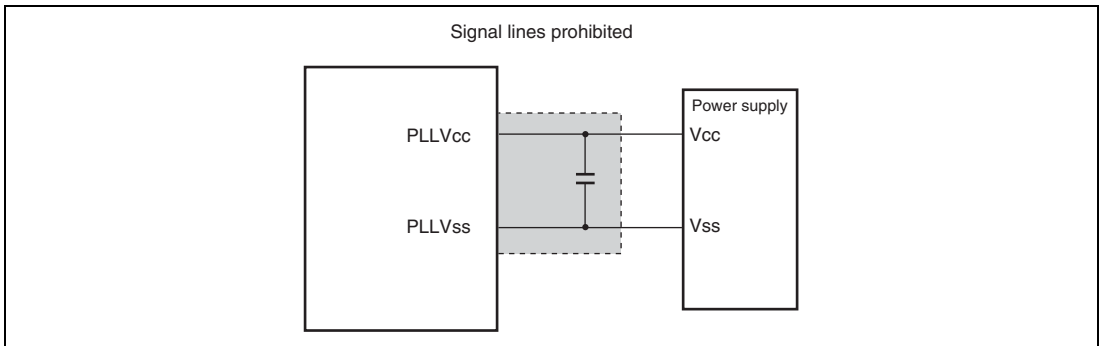 Signal lines prohibited
Power supply
PLLVcc
Vcc
PLLVss
Vss